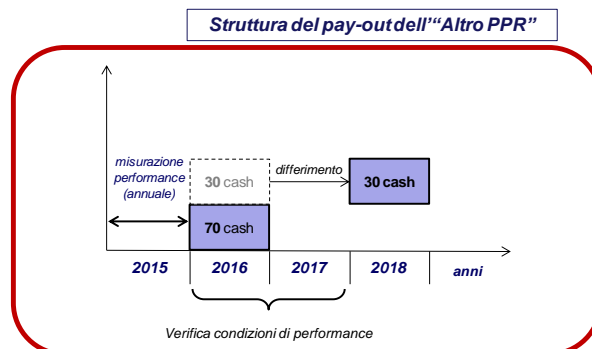 Struttura del pay-out dell'“Altro PPR”
misurazione
performance
(annuale)
30 cash
differimento
30 cash
70 cash
2015 2016 2017 2018 anni
Verifica condizioni di performance